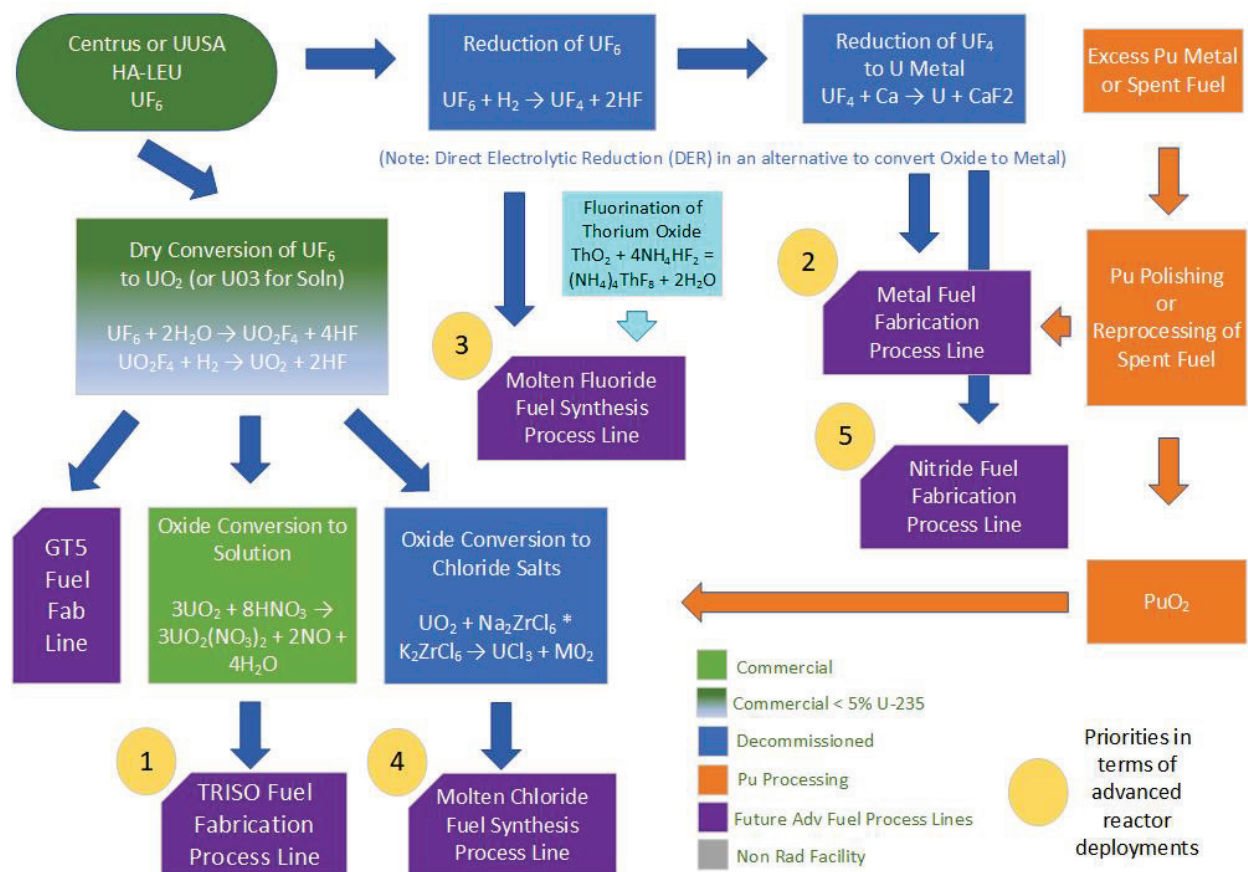 Centrus or UUSA
HA-LEU
UF₆
Reduction of UF₆
UF₆ + H₂ → UF₄ + 2HF
Reduction of UF₄
to U Metal
UF₄ + Ca → U + CaF2
Excess Pu Metal
or Spent Fuel
(Note: Direct Electrolytic Reduction (DER) in an alternative to convert Oxide to Metal)
Dry Conversion of UF₆
to UO₂ (or U03 for Soln)
UF₆ + 2H₂O → UO₂F₄ + 4HF
UO₂F₄ + H₂ → UO₂ + 2HF
Fluorination of
Thorium Oxide
ThO₂ + 4NH₄HF₂ =
(NH₄)₄ThF₈ + 2H₂O
3
Molten Fluoride
Fuel Synthesis
Process Line
2
Metal Fuel
Fabrication
Process Line
Pu Polishing
or
Reprocessing of
Spent Fuel
5
Nitride Fuel
Fabrication
Process Line
GT5
Fuel
Fab
Line
Oxide Conversion to
Solution
3UO₂ + 8HNO₃ →
3UO₂(NO₃)₂ + 2NO +
4H₂O
Oxide Conversion to
Chloride Salts
UO₂ + Na₂ZrCl₆ *
K₂ZrCl₆ → UCl₃ + M0₂
PuO₂
1
TRISO Fuel
Fabrication
Process Line
4
Molten Chloride
Fuel Synthesis
Process Line
Commercial
Commercial < 5% U-235
Decommissioned
Pu Processing
Future Adv Fuel Process Lines
Non Rad Facility
Priorities in
terms of
advanced
reactor
deployments